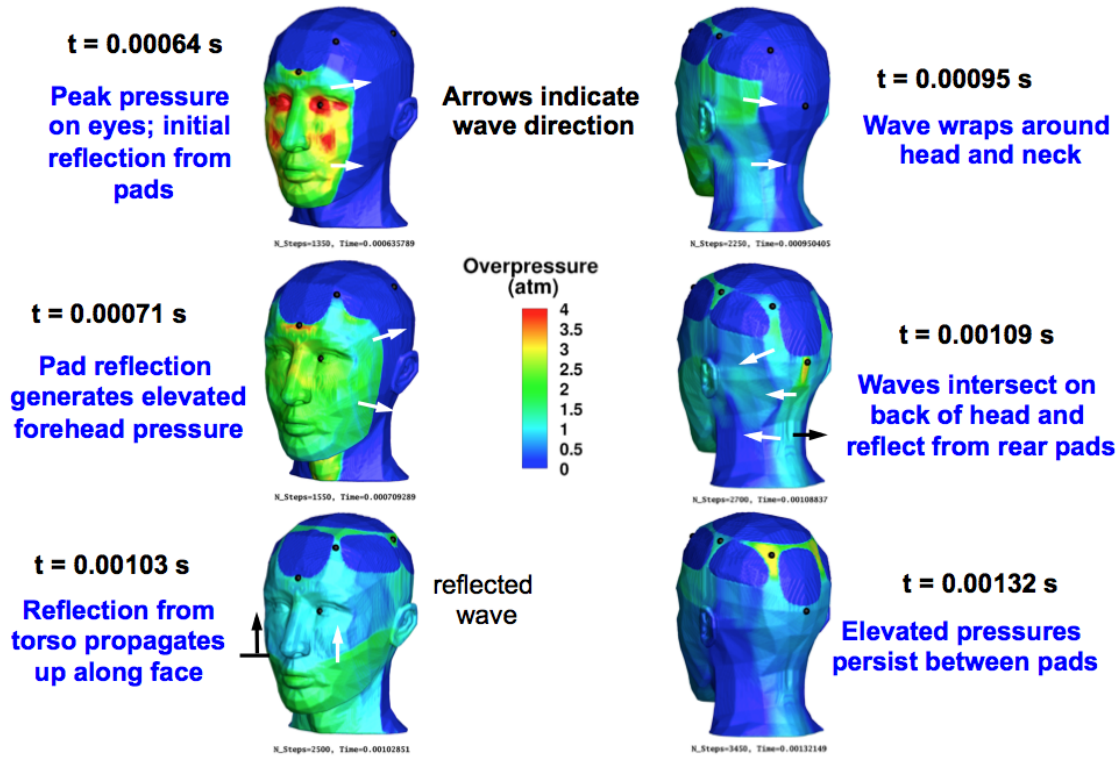 t = 0.00064 s
Peak pressure
on eyes; initial
reflection from
pads
N_Steps=1350, Time=0.000635789
Arrows indicate
wave direction
t = 0.00095 s
Wave wraps around
head and neck
N_Steps=2250, Time=0.000950405
t = 0.00071 s
Pad reflection
generates elevated
forehead pressure
N_Steps=1550, Time=0.000709289
Overpressure
(atm)
4
3.5
3
2.5
2
1.5
1
0.5
0
t = 0.00109 s
Waves intersect on
back of head and
reflect from rear pads
N_Steps=2700, Time=0.00108837
t = 0.00103 s
Reflection from
torso propagates
up along face
N_Steps=2500, Time=0.00102851
reflected
wave
t = 0.00132 s
Elevated pressures
persist between pads
N_Steps=3450, Time=0.00132149